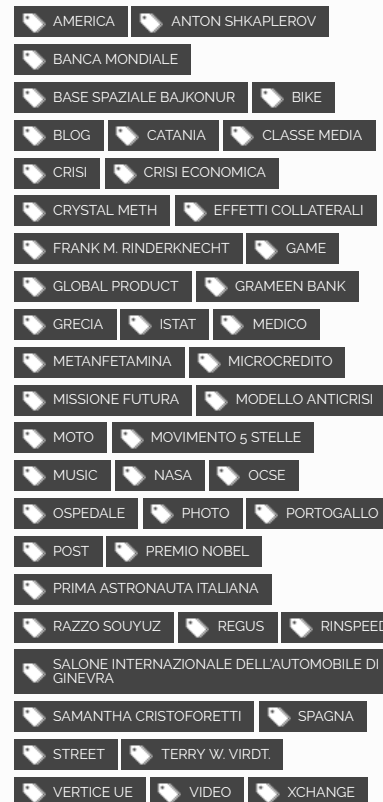 AMERICA ANTON SHKAPLEROV
BANCA MONDIALE
BASE SPAZIALE BAJKONUR BIKE
BLOG CATANIA CLASSE MEDIA
CRISI CRISI ECONOMICA
CRYSTAL METH EFFETTI COLLATERALI
FRANK M. RINDERKNECHT GAME
GLOBAL PRODUCT GRAMEEN BANK
GRECIA ISTAT MEDICO
METANFETAMINA MICROCREDITO
MISSIONE FUTURA MODELLO ANTICRISI
MOTO MOVIMENTO 5 STELLE
MUSIC NASA OCSE
OSPEDALE PHOTO PORTOGALLO
POST PREMIO NOBEL
PRIMA ASTRONAUTA ITALIANA
RAZZO SOUYUZ REGUS RINSPEED
SALONE INTERNAZIONALE DELL'AUTOMOBILE DI
GINEVRA
SAMANTHA CRISTOFORETTI SPAGNA
STREET TERRY W. VIRDT.
VERTICE UE VIDEO XCHANGE